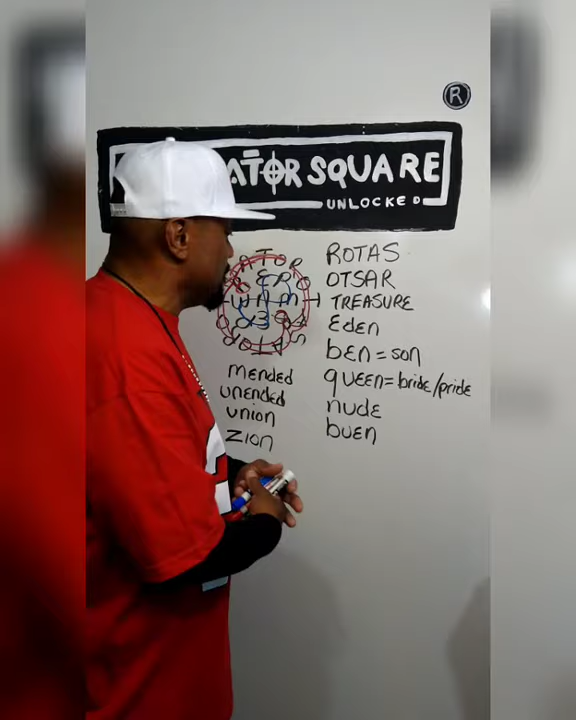 ATOR SQUARE
UNLOCKED
R
ROTAS
OTSAR
TREASURE
Eden
ben = son
queen = bride/pride
nude
buen
mended
unended
union
zion